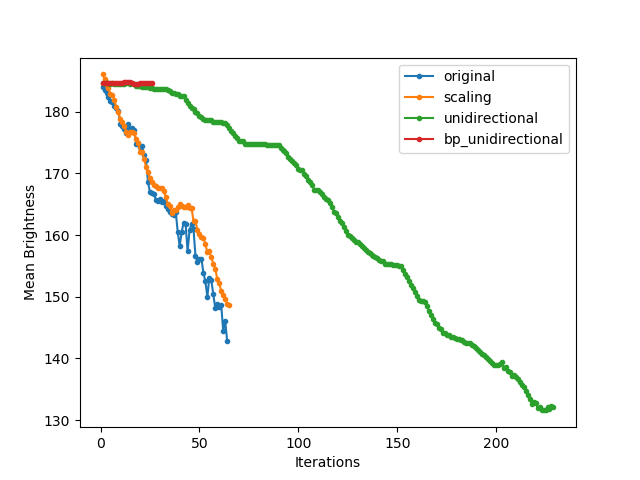 original
scaling
unidirectional
bp_unidirectional
Mean Brightness
180
170
160
150
140
130
0
50
100
150
200
Iterations